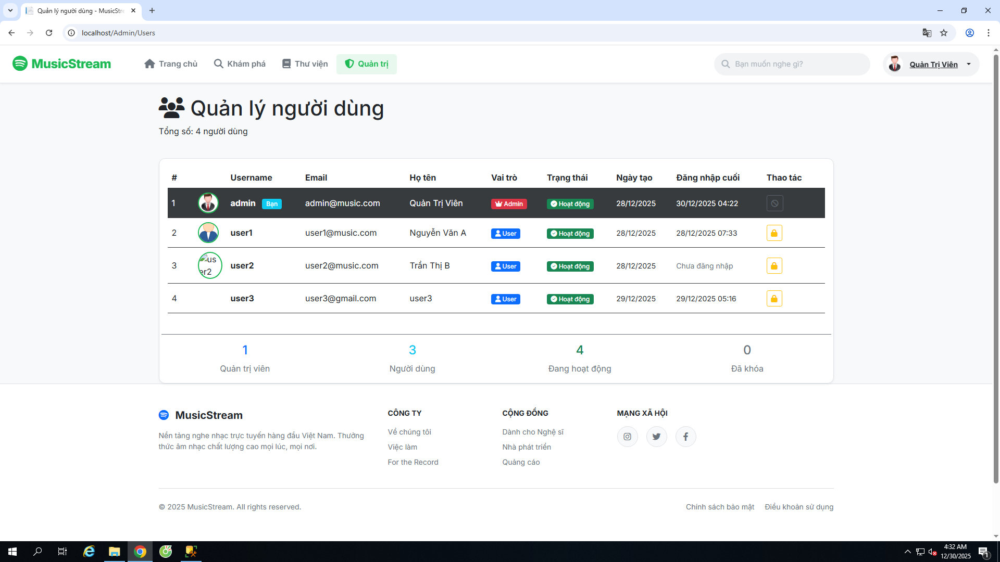 Quản lý người dùng - MusicStre
localhost/Admin/Users
MusicStream
Trang chủ
Khám phá
Thư viện
Quản trị
Bạn muốn nghe gì?
Quản Trị Viên
Quản lý người dùng
Tổng số: 4 người dùng
# Username Email Họ tên Vai trò Trạng thái Ngày tạo Đăng nhập cuối Thao tác
1 admin Bạn admin@music.com Quản Trị Viên Admin Hoạt động 28/12/2025 30/12/2025 04:22
2 user1 user1@music.com Nguyễn Văn A User Hoạt động 28/12/2025 28/12/2025 07:33
3 us
er2 user2 user2@music.com Trần Thị B User Hoạt động 28/12/2025 Chưa đăng nhập
4 user3 user3@gmail.com user3 User Hoạt động 29/12/2025 29/12/2025 05:16
1 3 4 0
Quản trị viên Người dùng Đang hoạt động Đã khóa
MusicStream
Nền tảng nghe nhạc trực tuyến hàng đầu Việt Nam. Thưởng
thức âm nhạc chất lượng cao mọi lúc, mọi nơi.
CÔNG TY
Về chúng tôi
Việc làm
For the Record
CỘNG ĐỒNG
Dành cho Nghệ sĩ
Nhà phát triển
Quảng cáo
MẠNG XÃ HỘI
© 2025 MusicStream. All rights reserved.
Chính sách bảo mật
Điều khoản sử dụng
4:32 AM
12/30/2025
1